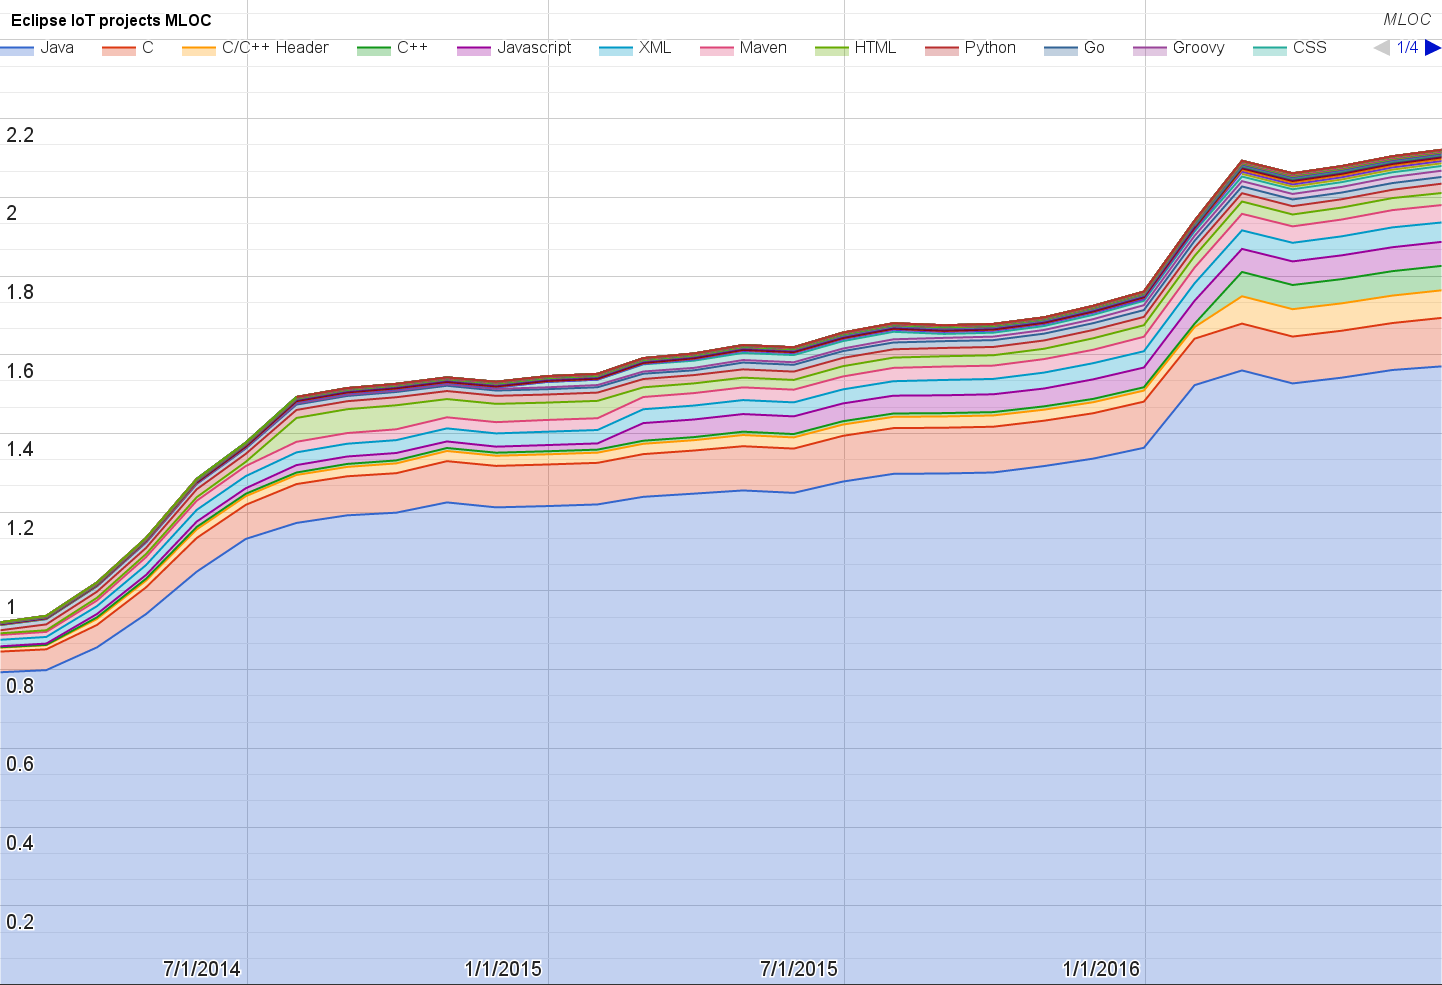 Eclipse IoT projects MLOC
MLOC
Java C C/C++ Header C++ Javascript XML Maven HTML Python Go Groovy CSS 1/4
2.2
2
1.8
1.6
1.4
1.2
1
0.8
0.6
0.4
0.2
7/1/2014 1/1/2015 7/1/2015 1/1/2016